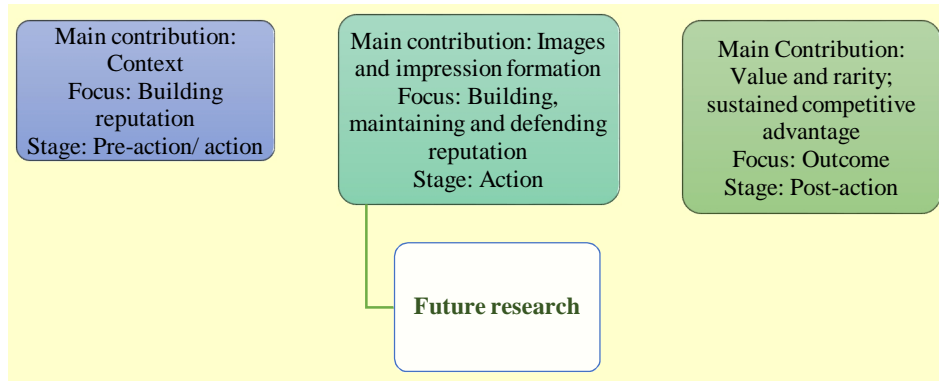 Main contribution:
Context
Focus: Building
reputation
Stage: Pre-action/ action
Main contribution: Images
and impression formation
Focus: Building,
maintaining and defending
reputation
Stage: Action
Main Contribution:
Value and rarity;
sustained competitive
advantage
Focus: Outcome
Stage: Post-action
Future research